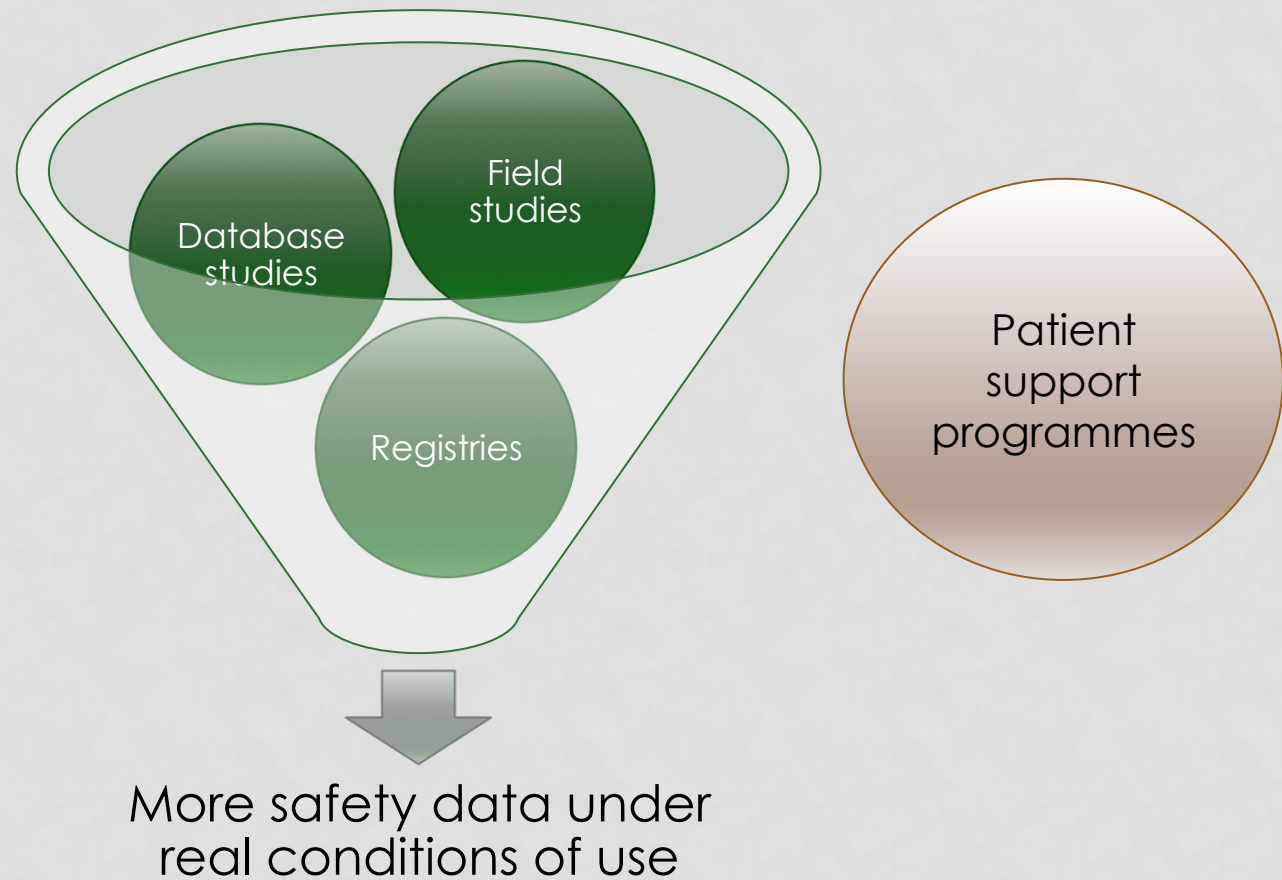 Field
studies
Database
studies
Registries
Patient
support
programmes
More safety data under
real conditions of use